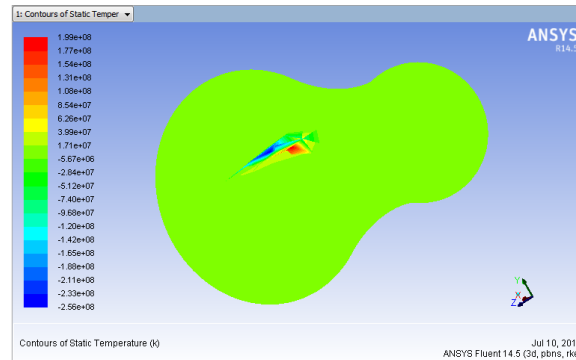 1: Contours of Static Temper
ANSYS
R14.5
1.99e+08
1.77e+08
1.54e+08
1.31e+08
1.08e+08
8.54e+07
6.26e+07
3.99e+07
1.71e+07
-5.67e+06
-2.84e+07
-5.12e+07
-7.40e+07
-9.68e+07
-1.20e+08
-1.42e+08
-1.65e+08
-1.88e+08
-2.11e+08
-2.33e+08
-2.56e+08
Y
X
Z
Contours of Static Temperature (k)
Jul 10, 201
ANSYS Fluent 14.5 (3d, pbns, rke